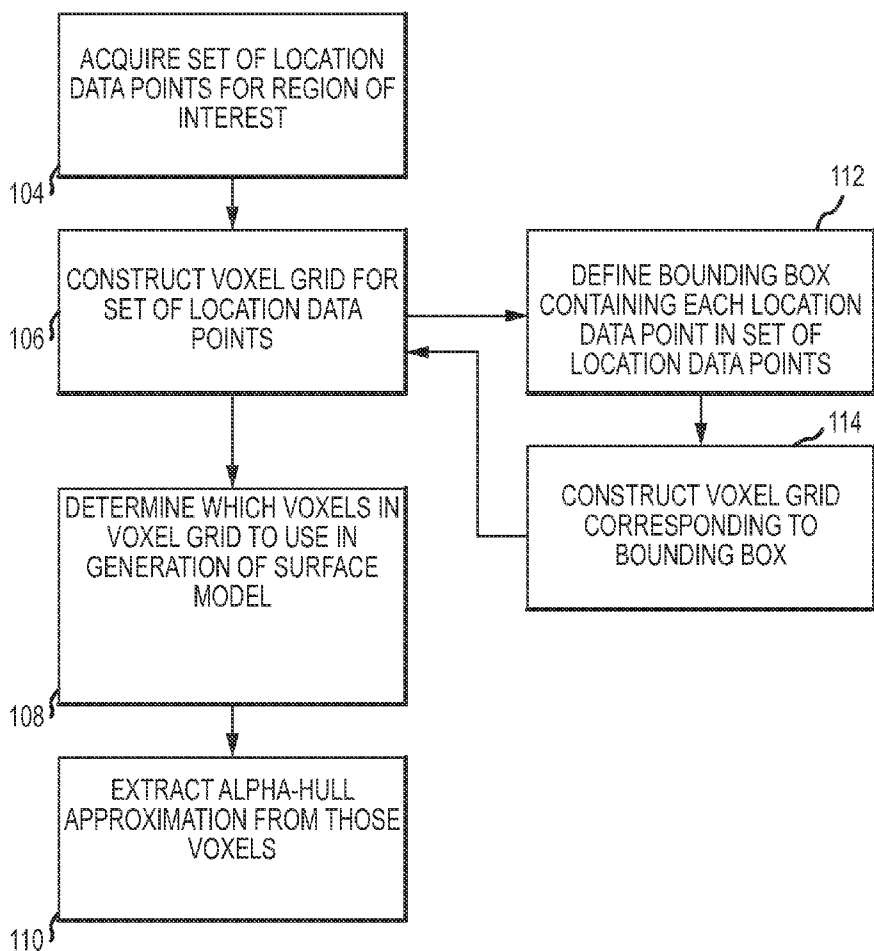 ACQUIRE SET OF LOCATION
DATA POINTS FOR REGION OF
INTEREST
104
CONSTRUCT VOXEL GRID FOR
SET OF LOCATION DATA
POINTS
106
112
DEFINE BOUNDING BOX
CONTAINING EACH LOCATION
DATA POINT IN SET OF
LOCATION DATA POINTS
114
CONSTRUCT VOXEL GRID
CORRESPONDING TO
BOUNDING BOX
DETERMINE WHICH VOXELS IN
VOXEL GRID TO USE IN
GENERATION OF SURFACE
MODEL
108
EXTRACT ALPHA-HULL
APPROXIMATION FROM THOSE
VOXELS
110